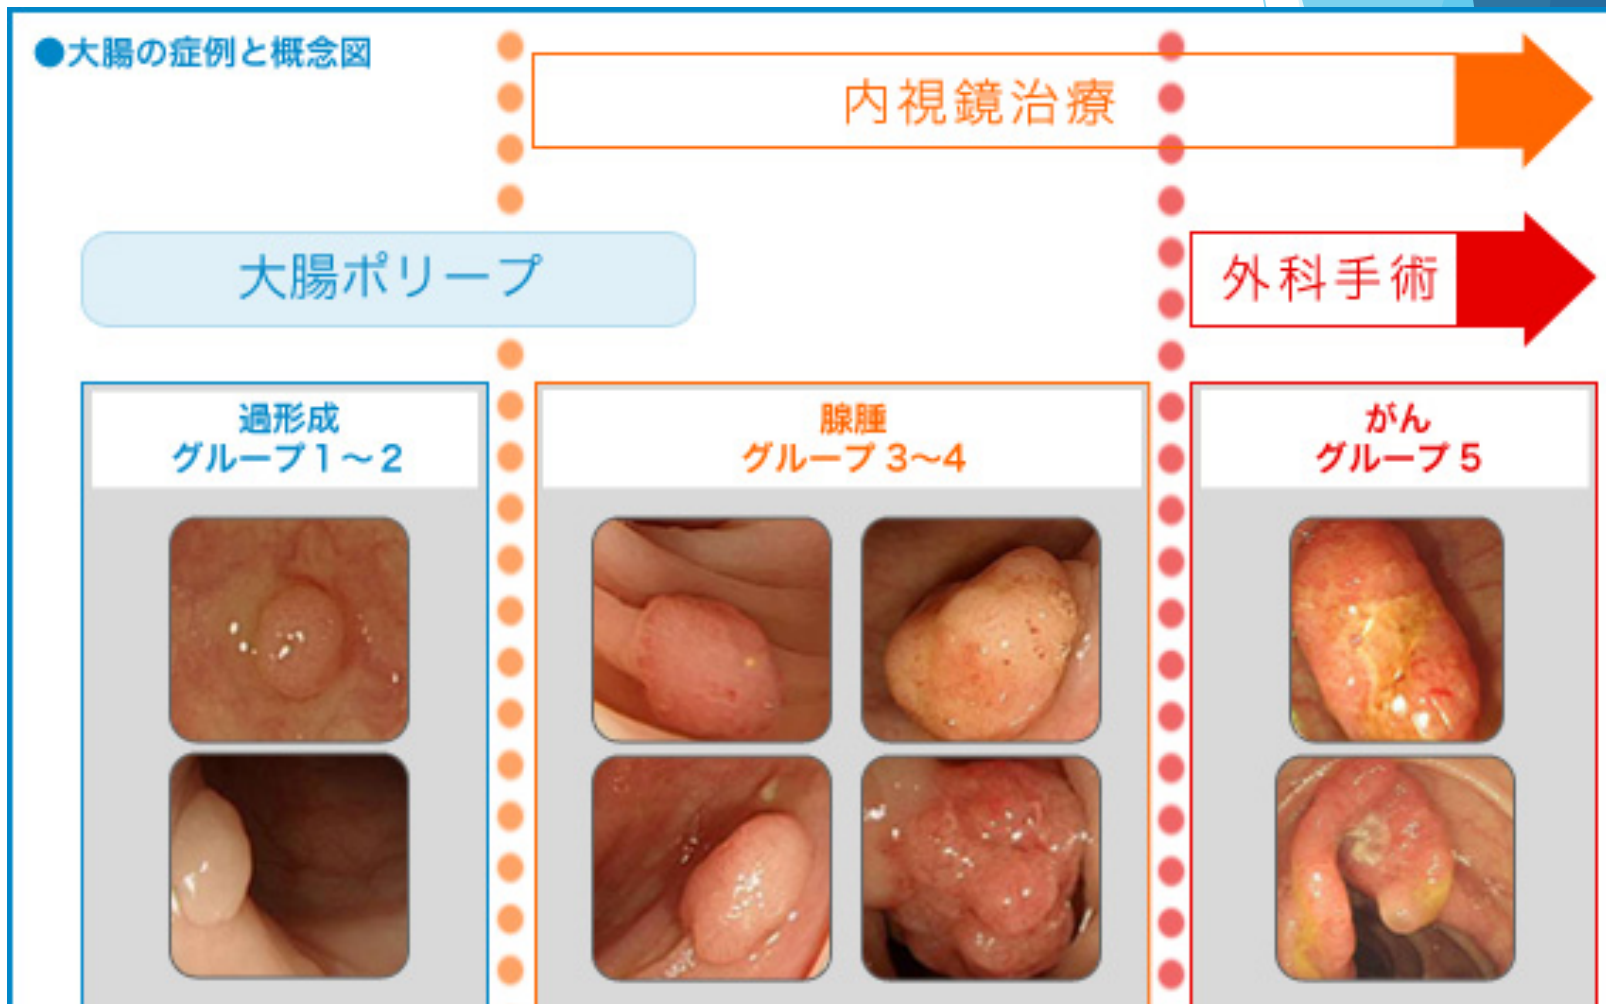 ●大腸の症例と概念図
内視鏡治療
大腸ポリープ
外科手術
過形成
グループ1～2
腺腫
グループ3～4
がん
グループ5